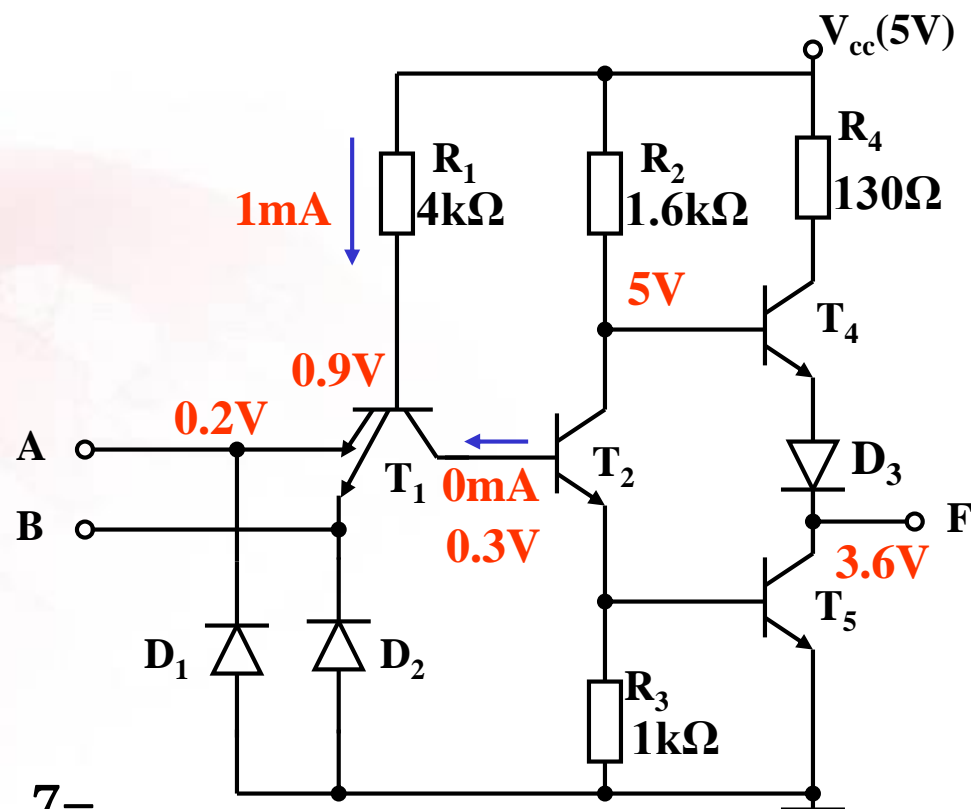 Vcc(5V)
R4
130Ω
R1
4kΩ
R2
1.6kΩ
1mA
5V
T4
0.9V
0.2V
A
T1
0mA
T2
D3
B
0.3V
F
3.6V
T5
D1
D2
R3
1kΩ